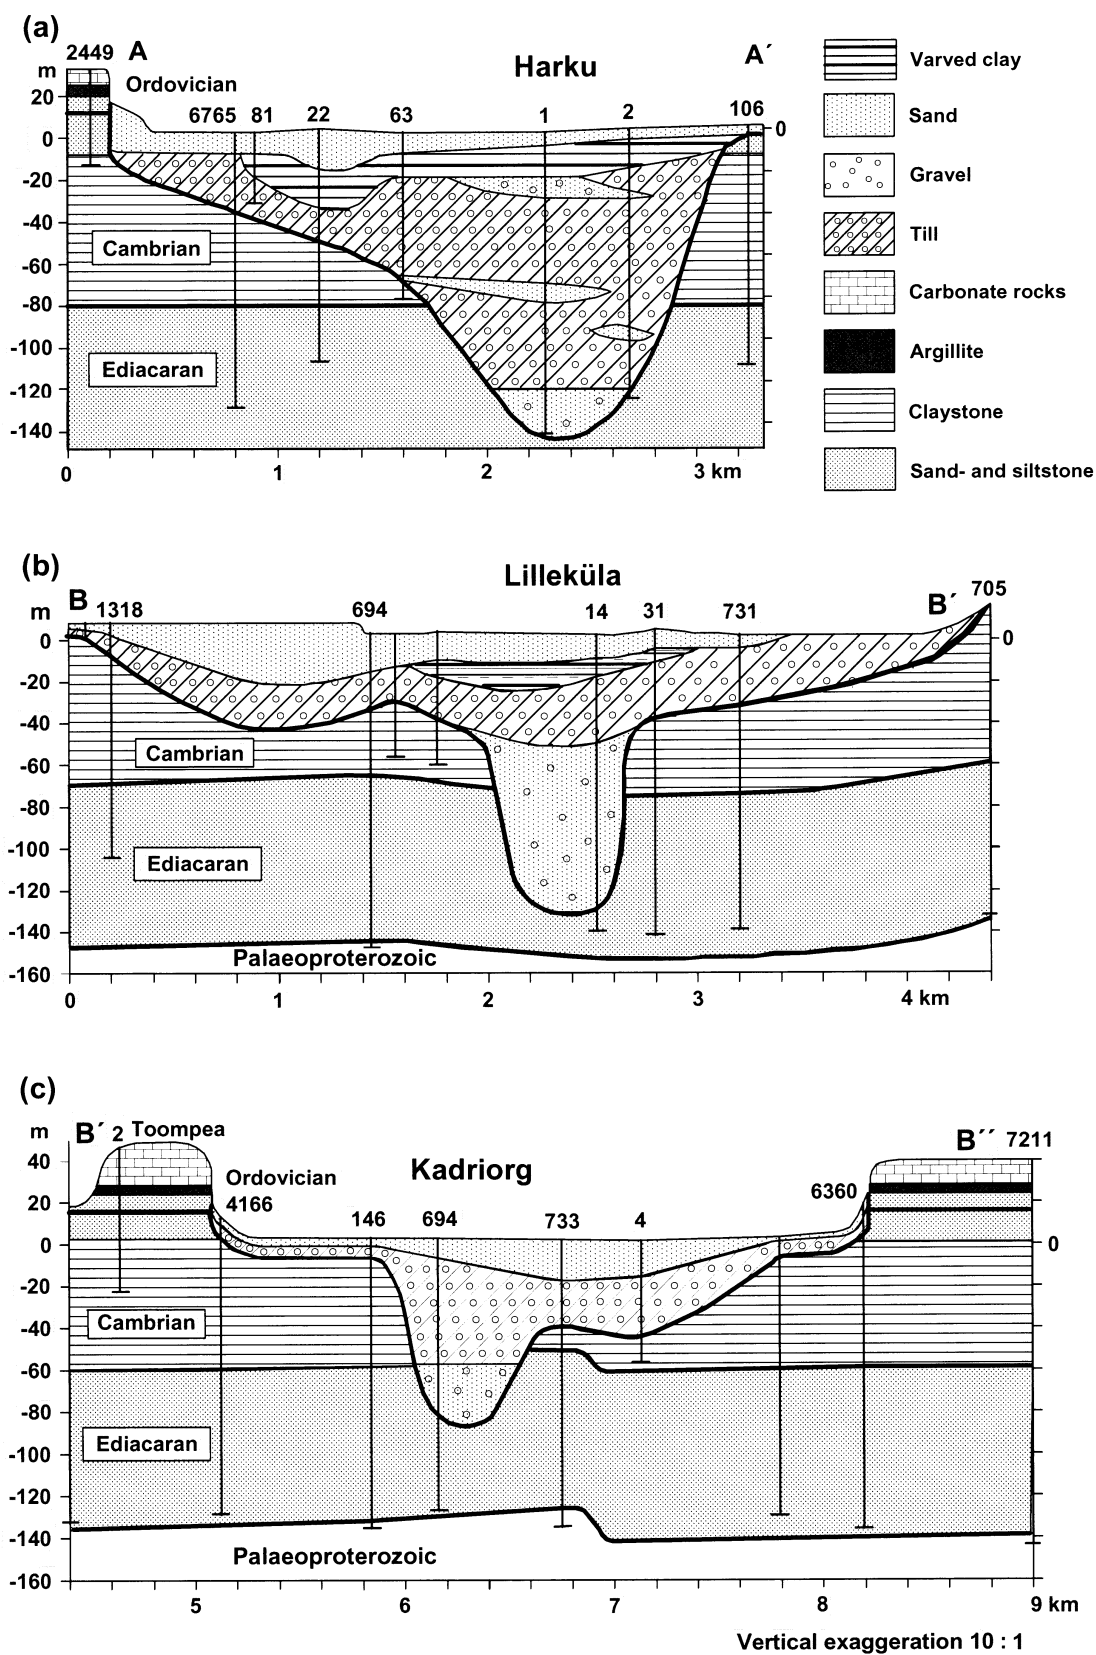 (a)
2449 A Harku A´
m Ordovician
6765 81 22 63 1 2 106
20
0
-20
-40
-60
-80
-100
-120
-140
0
Cambrian
Ediacaran
0 1 2 3 km
Varved clay
Sand
Gravel
Till
Carbonate rocks
Argillite
Claystone
Sand- and siltstone
(b)
Lilleküla
m B 1318 694 14 31 731 B´ 705
0
-20
-40
-60
-80
-100
-120
-140
-160
0
Cambrian
Ediacaran
Palaeoproterozoic
0 1 2 3 4 km
(c)
m B´ 2 Toompea B´´ 7211
Kadriorg
Ordovician
4166 146 694 733 4 6360
40
20
0
-20
-40
-60
-80
-100
-120
-140
-160
0
Cambrian
Ediacaran
Palaeoproterozoic
5 6 7 8 9 km
Vertical exaggeration 10 : 1